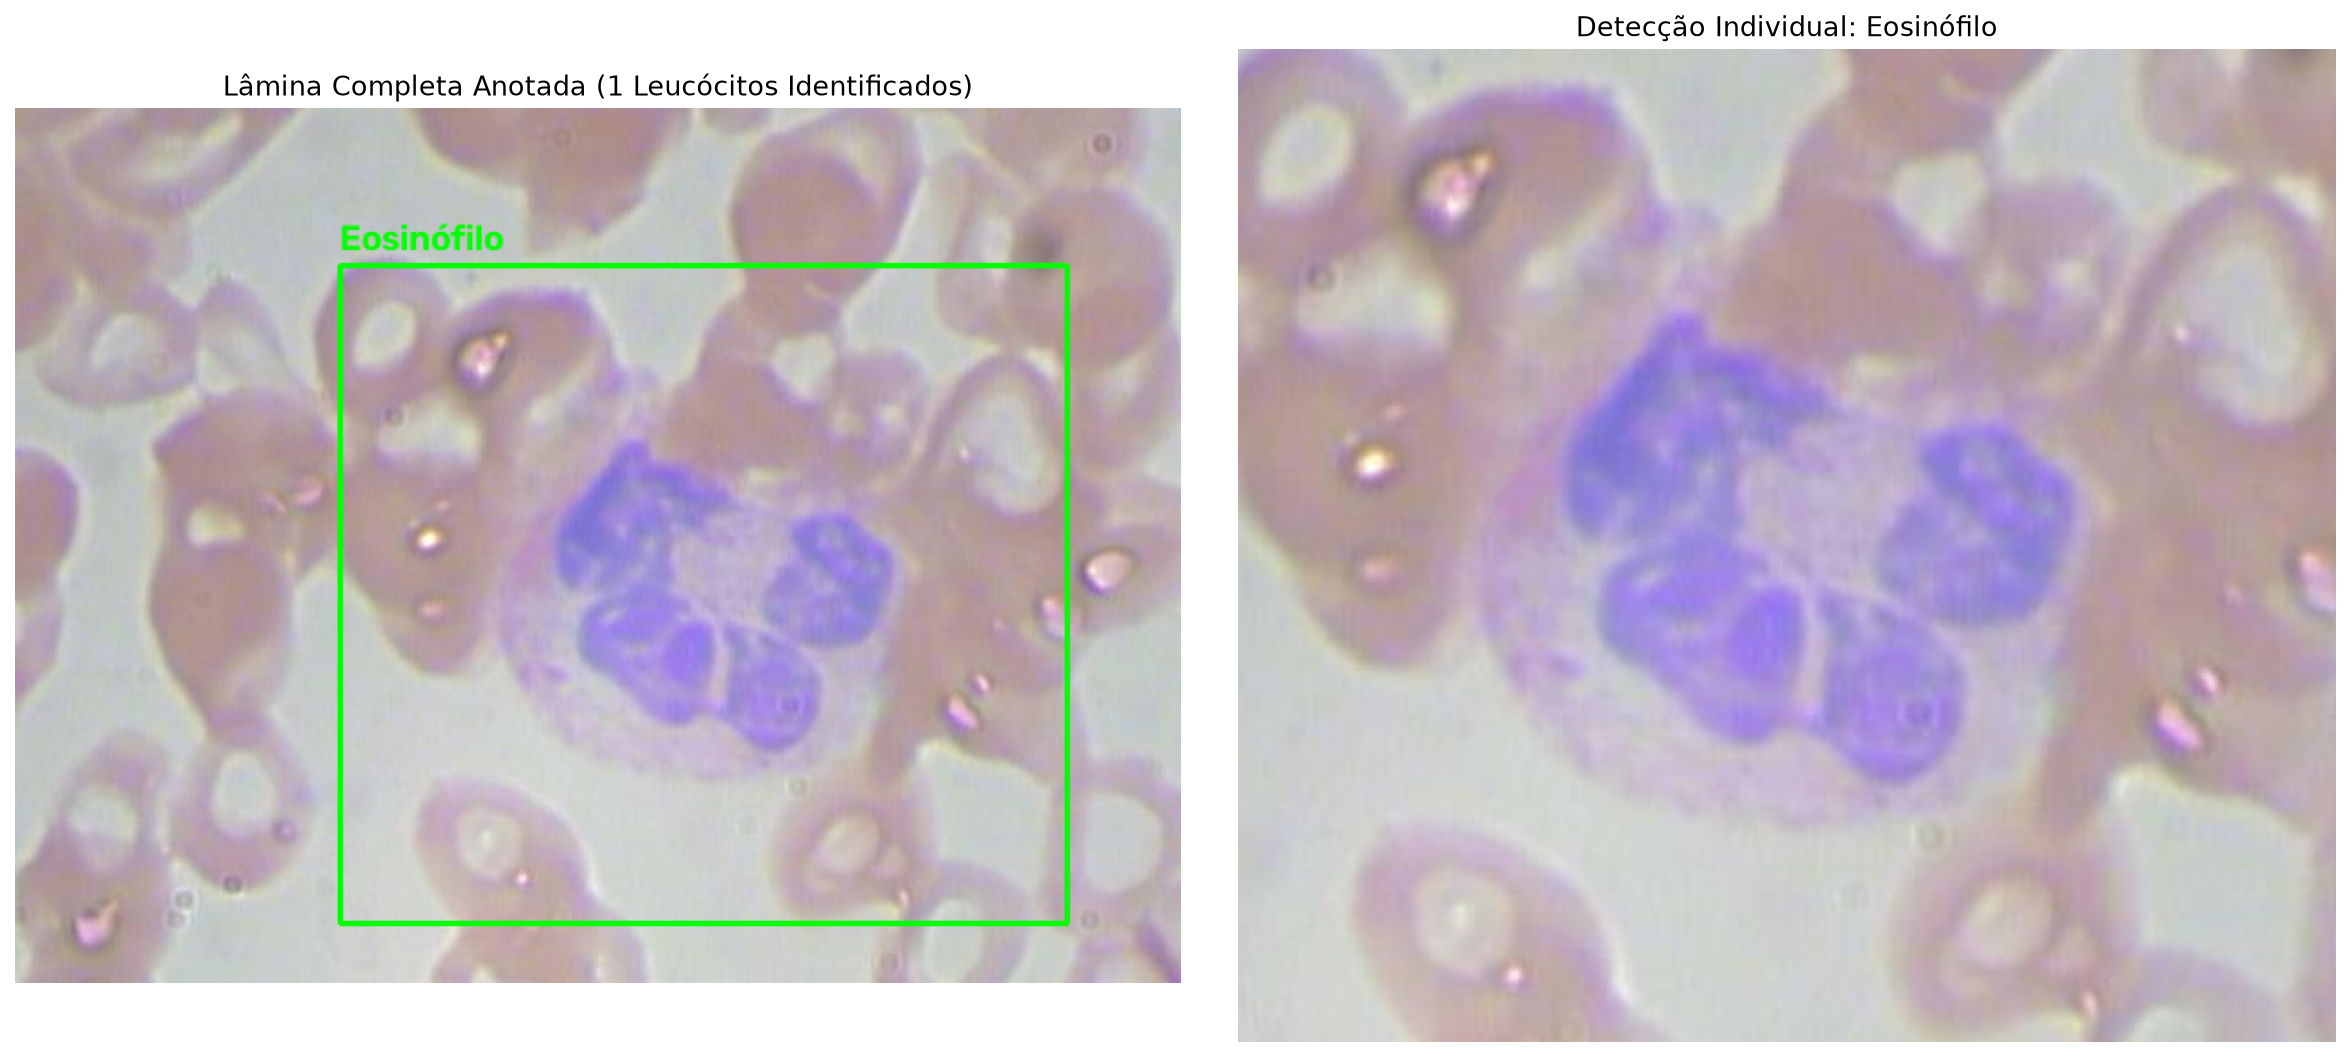 Lâmina Completa Anotada (1 Leucócitos Identificados)
Eosinófilo
Detecção Individual: Eosinófilo